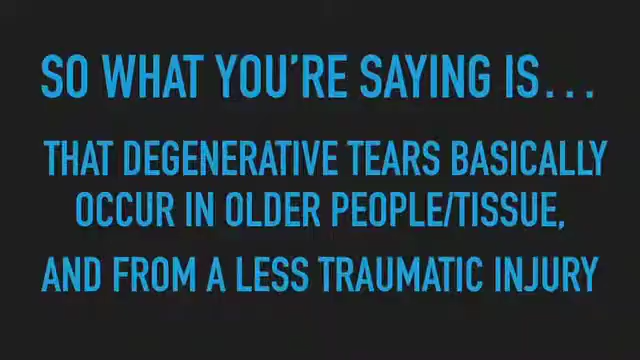 SO WHAT YOU’RE SAYING IS...
THAT DEGENERATIVE TEARS BASICALLY
OCCUR IN OLDER PEOPLE/TISSUE,
AND FROM A LESS TRAUMATIC INJURY